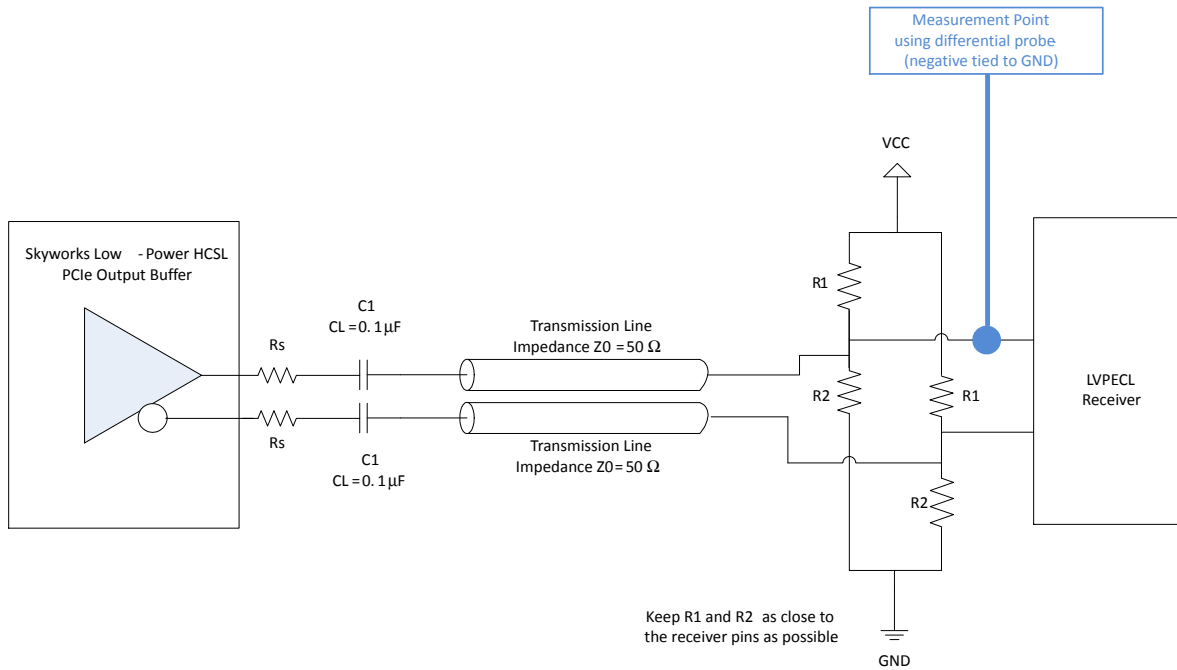 Measurement Point
using differential probe
(negative tied to GND)
VCC
Skyworks Low - Power HCSL
PCIe Output Buffer
R1
C1
CL = 0. 1 µF
Transmission Line
Impedance Z0 = 50 Ω
Rs
R2
R1
LVPECL
Receiver
Rs
C1
CL = 0. 1 µF
Transmission Line
Impedance Z0 = 50 Ω
R2
Keep R1 and R2 as close to
the receiver pins as possible
GND